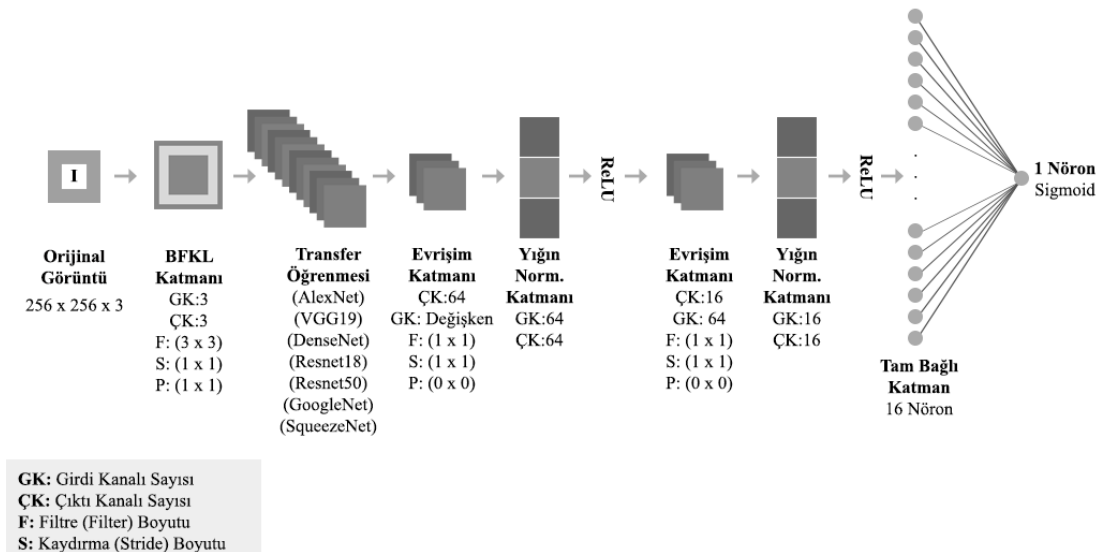 I
Orijinal
Görüntü
256 x 256 x 3
BFKL
Katmanı
GK:3
ÇK:3
F: (3 x 3)
S: (1 x 1)
P: (1 x 1)
Transfer
Öğrenmesi
(AlexNet)
(VGG19)
(DenseNet)
(Resnet18)
(Resnet50)
(GoogleNet)
(SqueezeNet)
Evrişim
Katmanı
ÇK:64
GK: Değişken
F: (1 x 1)
S: (1 x 1)
P: (0 x 0)
Yığın
Norm.
Katmanı
GK:64
ÇK:64
ReLU
Evrişim
Katmanı
ÇK:16
GK: 64
F: (1 x 1)
S: (1 x 1)
P: (0 x 0)
Yığın
Norm.
Katmanı
GK:16
ÇK:16
ReLU
Tam Bağlı
Katman
16 Nöron
1 Nöron
Sigmoid
GK: Girdi Kanalı Sayısı
ÇK: Çıktı Kanalı Sayısı
F: Filtre (Filter) Boyutu
S: Kaydırma (Stride) Boyutu